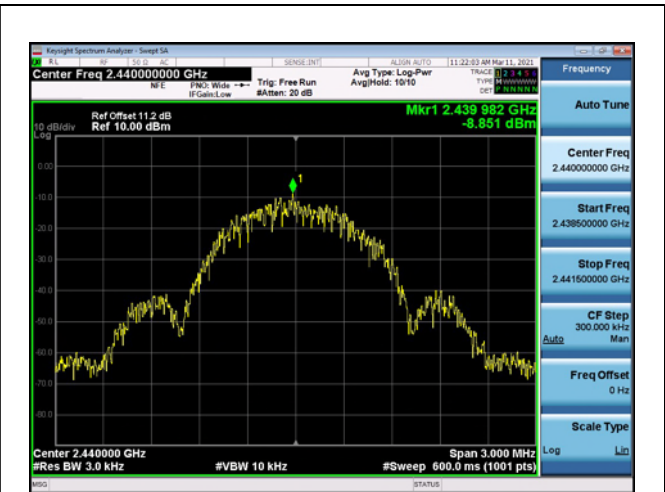 Keysight Spectrum Analyzer - Swept SA
RL RF 50 Ω AC SENSE:INT ALIGN AUTO 11:22:03 AM Mar 11, 2021
Center Freq 2.440000000 GHz
NFE
PNO: Wide
IFGain:Low
Trig: Free Run
#Atten: 20 dB
Avg Type: Log-Pwr
Avg|Hold: 10/10
TRACE 1 2 3 4 5 6
TYPE M W W W W W
DET P N N N N N
Ref Offset 11.2 dB
10 dB/div Ref 10.00 dBm
Log
Mkr1 2.439 982 GHz
-8.851 dBm
1
0.00
-10.0
-20.0
-30.0
-40.0
-50.0
-60.0
-70.0
-80.0
Center 2.440000 GHz Span 3.000 MHz
#Res BW 3.0 kHz #VBW 10 kHz #Sweep 600.0 ms (1001 pts)
MSG STATUS
Frequency
Auto Tune
Center Freq
2.440000000 GHz
Start Freq
2.438500000 GHz
Stop Freq
2.441500000 GHz
CF Step
300.000 kHz
Auto Man
Freq Offset
0 Hz
Scale Type
Log Lin